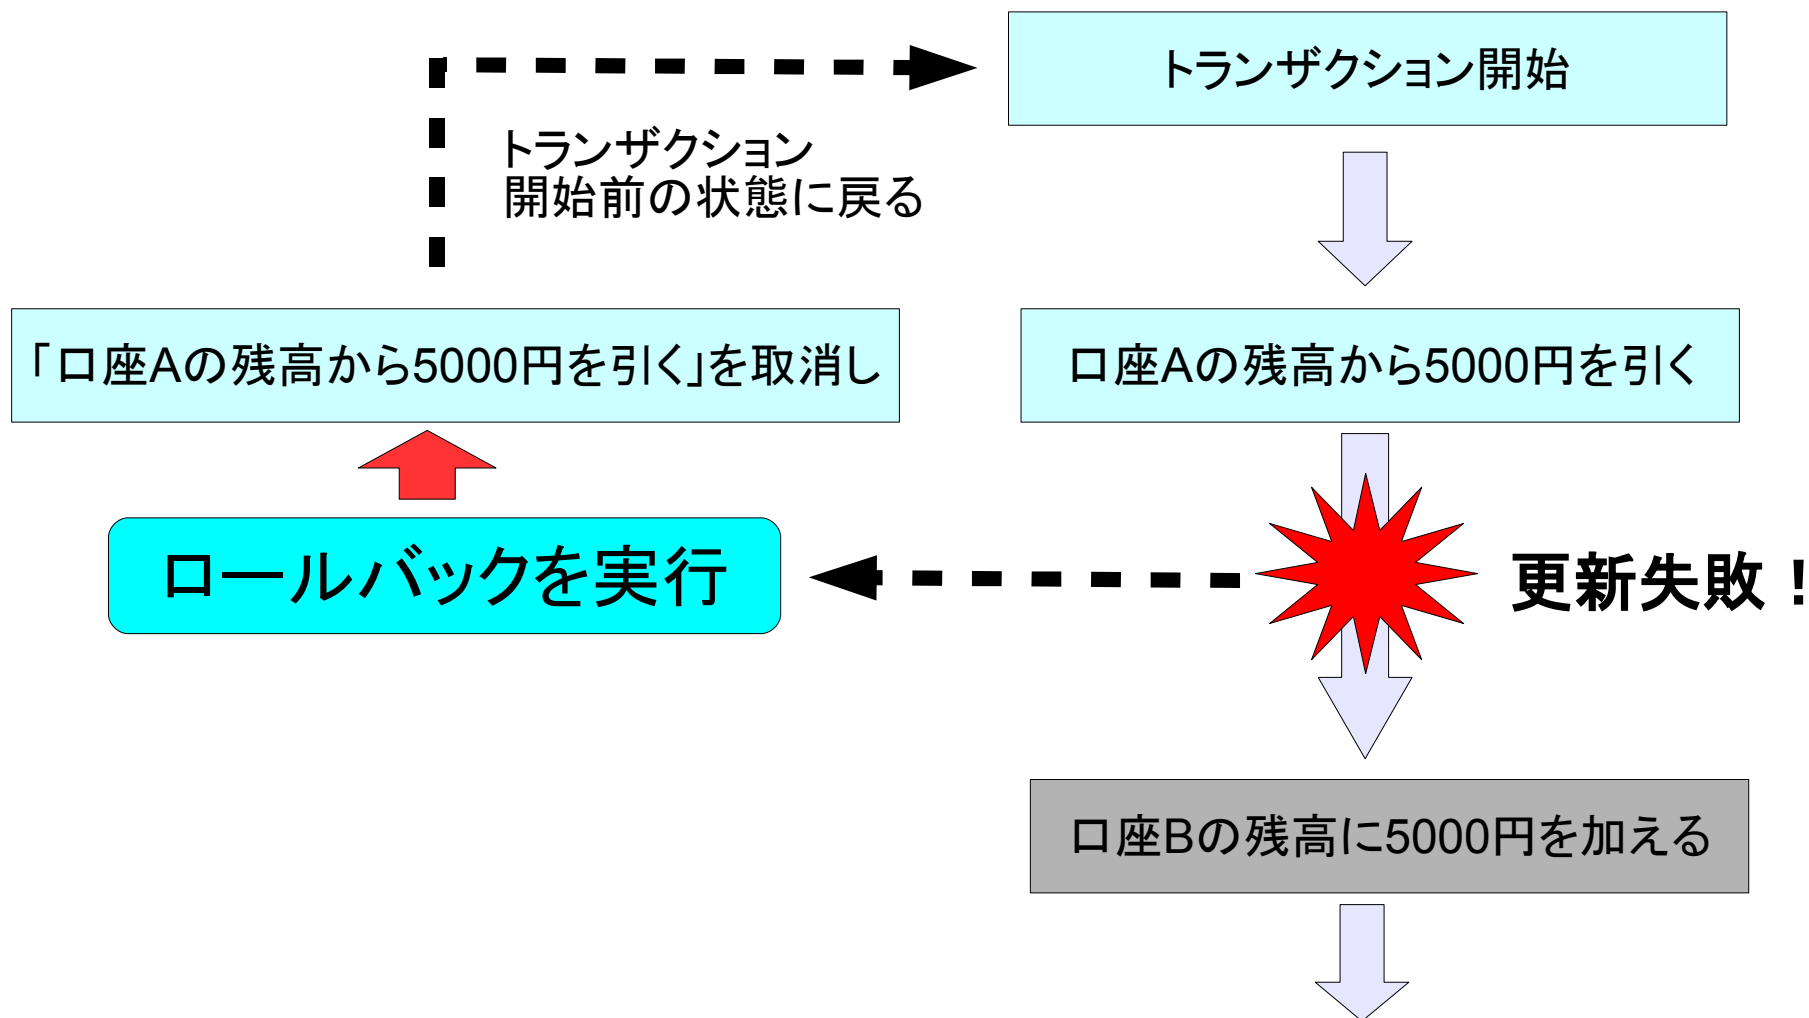 トランザクション開始
トランザクション
開始前の状態に戻る
「口座Aの残高から5000円を引く」を取消し
口座Aの残高から5000円を引く
ロールバックを実行
更新失敗！
口座Bの残高に5000円を加える